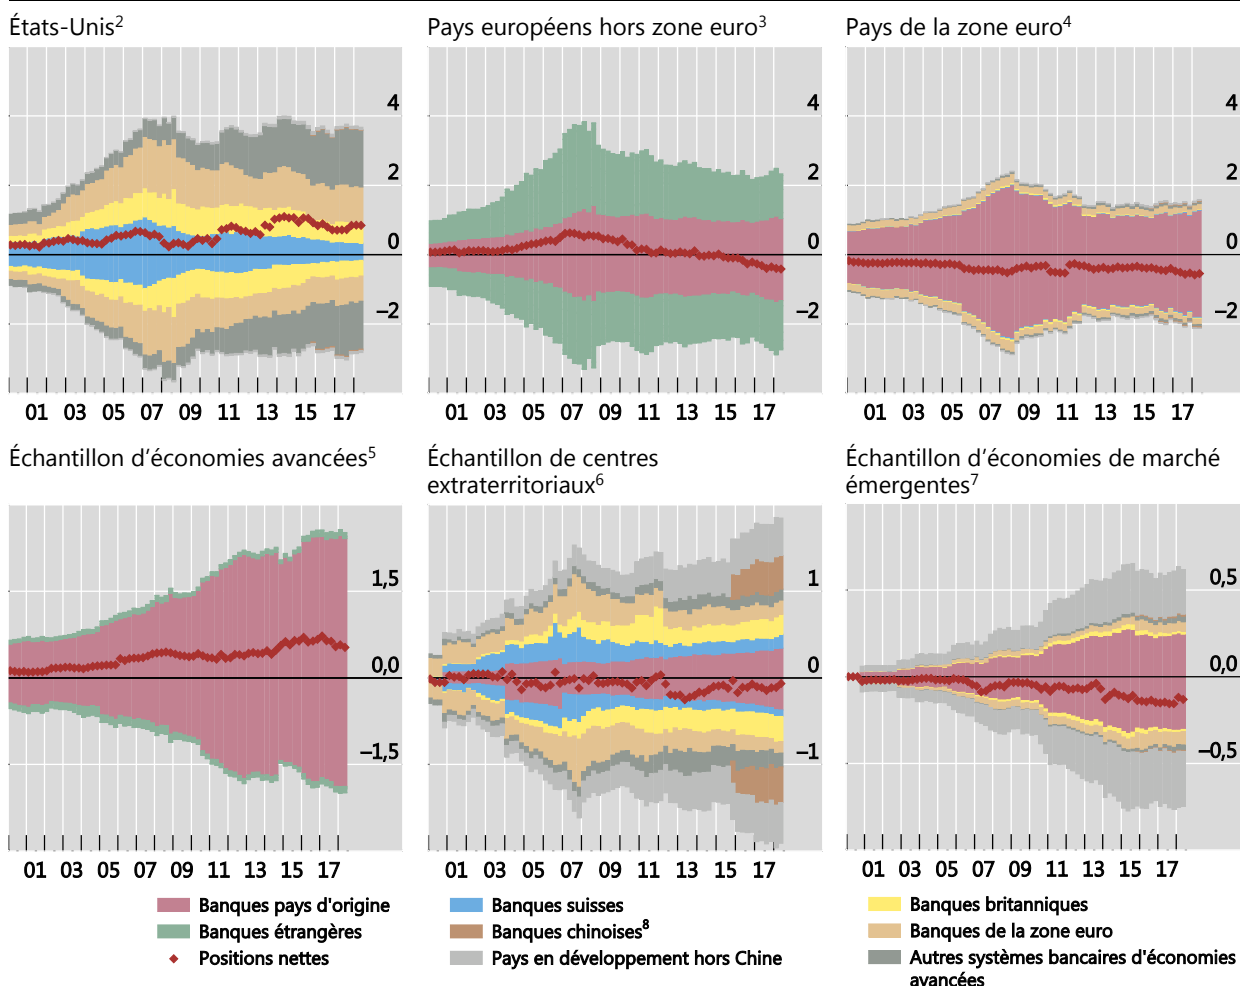 États-Unis²
Pays européens hors zone euro³
Pays de la zone euro⁴
4
2
0
−2
4
2
0
−2
4
2
0
−2
01 03 05 07 09 11 13 15 17
01 03 05 07 09 11 13 15 17
01 03 05 07 09 11 13 15 17
Échantillon d’économies avancées⁵
Échantillon de centres
extraterritoriaux⁶
Échantillon d’économies de marché
émergentes⁷
1,5
0,0
−1,5
1
0
−1
0,5
0,0
−0,5
01 03 05 07 09 11 13 15 17
01 03 05 07 09 11 13 15 17
01 03 05 07 09 11 13 15 17
Banques pays d'origine
Banques étrangères
Positions nettes
Banques suisses
Banques chinoises⁸
Pays en développement hors Chine
Banques britanniques
Banques de la zone euro
Autres systèmes bancaires d'économies
avancées